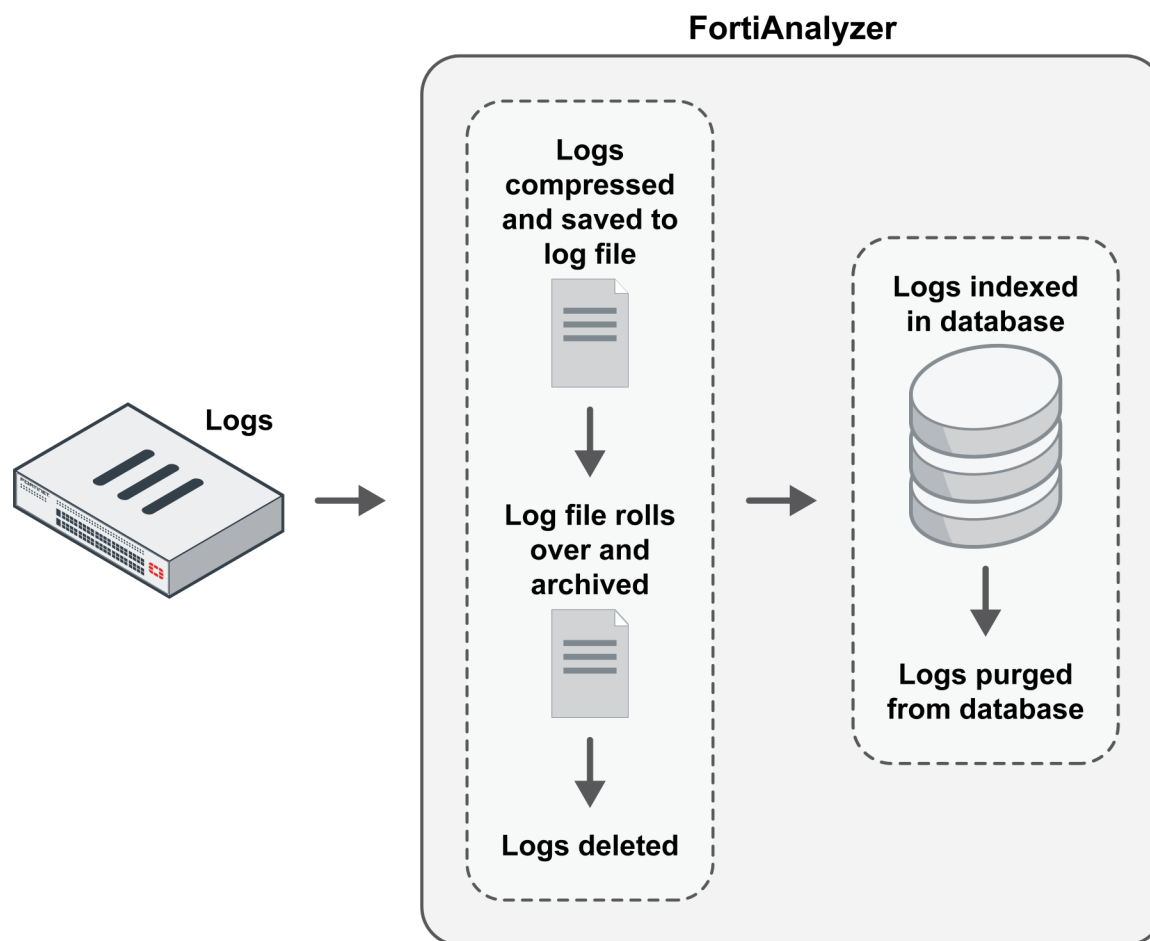 FortiAnalyzer
Logs
compressed
and saved to
log file
Logs indexed
in database
Logs
FORTINET
Log file rolls
over and
archived
Logs purged
from database
Logs deleted